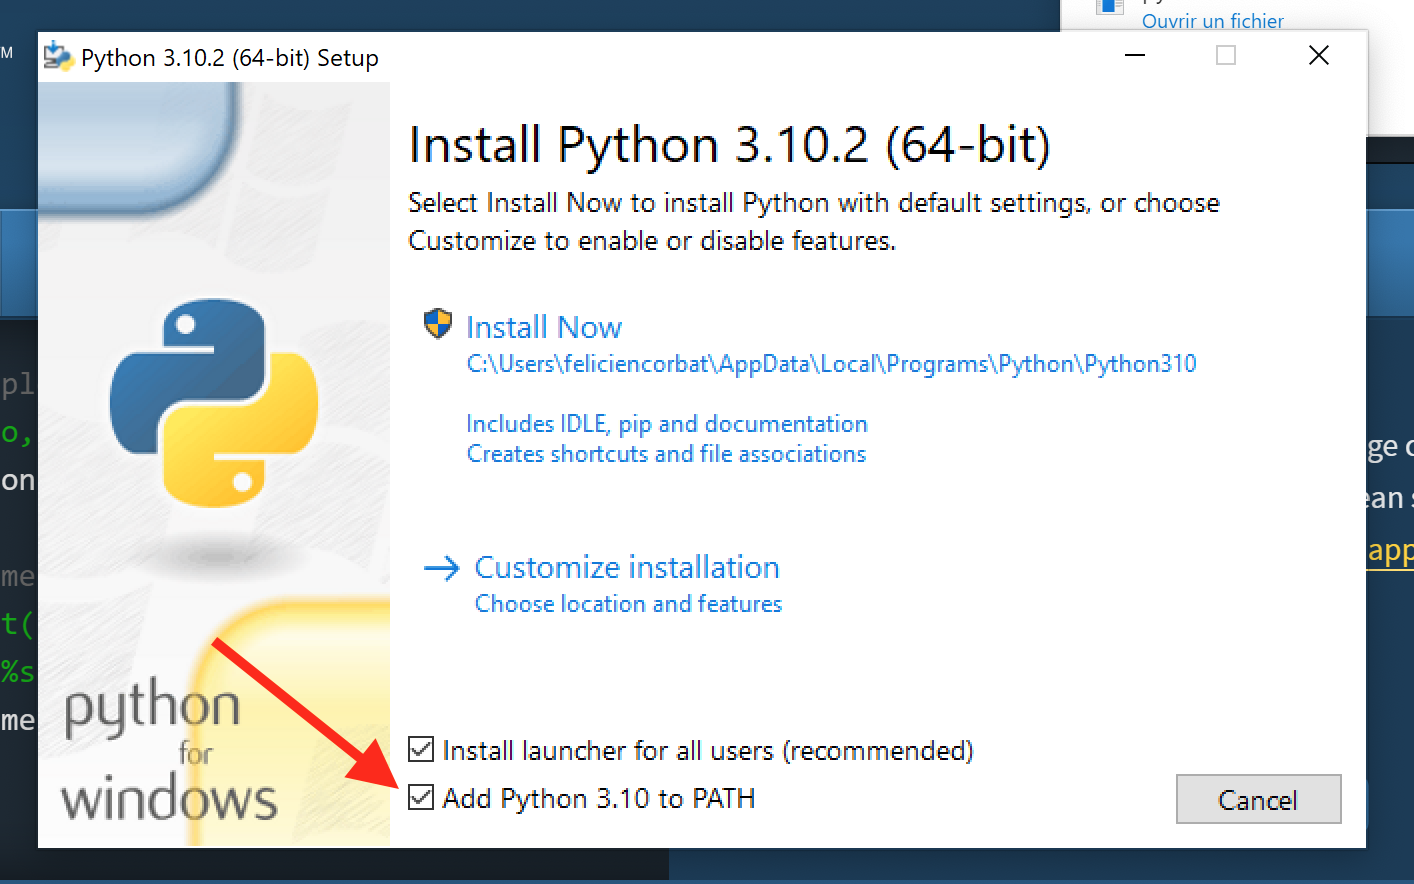 Ouvrir un fichier
TM
Python 3.10.2 (64-bit) Setup
Install Python 3.10.2 (64-bit)
Select Install Now to install Python with default settings, or choose
Customize to enable or disable features.
Install Now
C:\Users\feliciencorbat\AppData\Local\Programs\Python\Python310
Includes IDLE, pip and documentation
Creates shortcuts and file associations
Customize installation
Choose location and features
python
for
windows
Install launcher for all users (recommended)
Add Python 3.10 to PATH
Cancel
pl
o,
on
me
t(
%s
me
ge
ean s
app